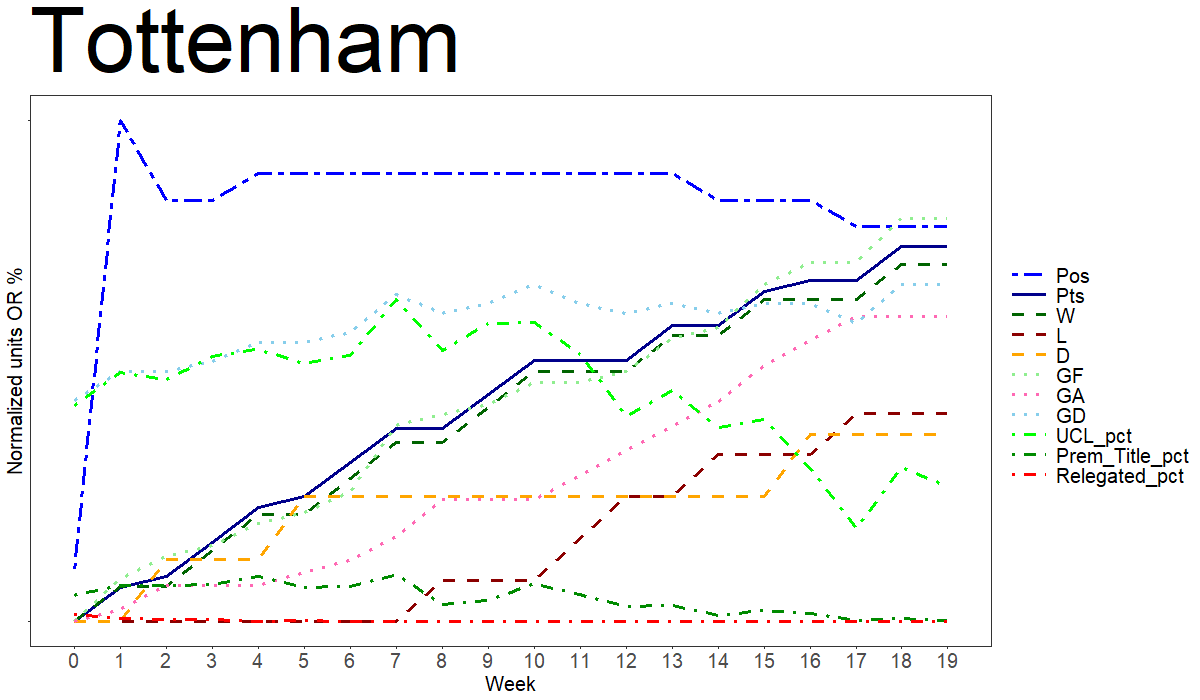 Tottenham
Normalized units OR %
Pos
Pts
W
L
D
GF
GA
GD
UCL_pct
Prem_Title_pct
Relegated_pct
0 1 2 3 4 5 6 7 8 9 10 11 12 13 14 15 16 17 18 19
Week